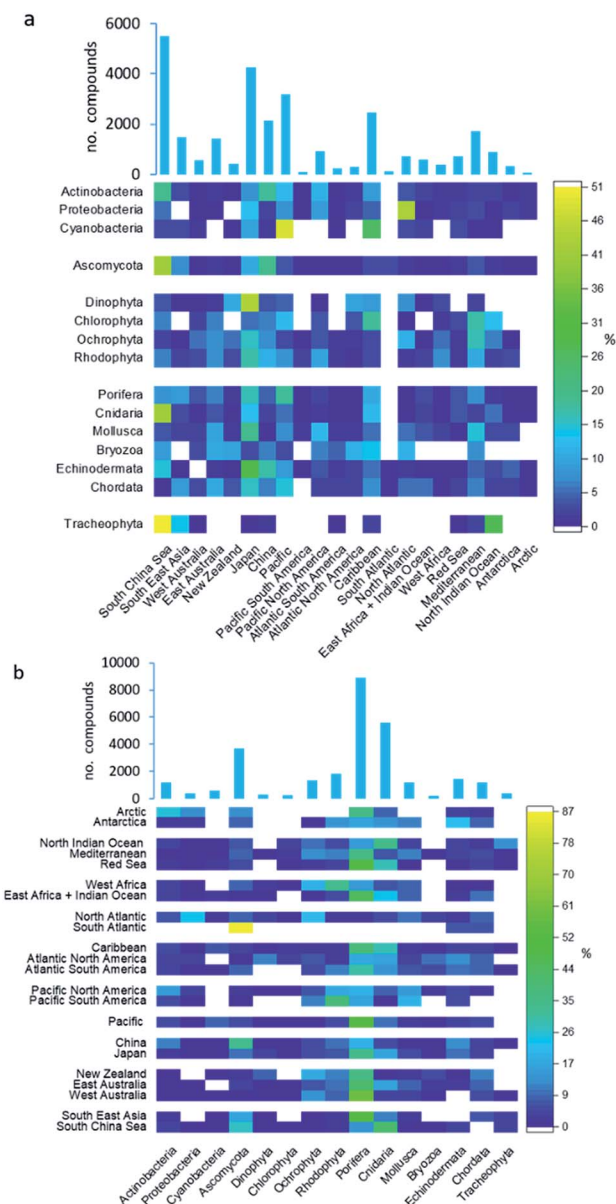 a
6000
4000
2000
0
no. compounds
Actinobacteria
Proteobacteria
Cyanobacteria
Ascomycota
Dinophyta
Chlorophyta
Ochrophyta
Rhodophyta
Porifera
Cnidaria
Mollusca
Bryozoa
Echinodermata
Chordata
Tracheophyta
51
46
41
36
31
26
20
15
10
5
0
%
South China Sea
South East Asia
West Australia
East Australia
New Zealand
Japan
China
Pacific
Pacific South America
Pacific North America
Atlantic South America
Atlantic North America
Caribbean
South Atlantic
North Atlantic
East Africa + Indian Ocean
West Africa
Red Sea
Mediterranean
North Indian Ocean
Antarctica
Arctic
b
10000
8000
6000
4000
2000
0
no. compounds
Arctic
Antarctica
North Indian Ocean
Mediterranean
Red Sea
West Africa
East Africa + Indian Ocean
North Atlantic
South Atlantic
Caribbean
Atlantic North America
Atlantic South America
Pacific North America
Pacific South America
Pacific
China
Japan
New Zealand
East Australia
West Australia
South East Asia
South China Sea
87
78
70
61
52
44
35
26
17
9
0
%
Actinobacteria
Proteobacteria
Cyanobacteria
Ascomycota
Dinophyta
Chlorophyta
Ochrophyta
Rhodophyta
Porifera
Cnidaria
Mollusca
Bryozoa
Echinodermata
Chordata
Tracheophyta